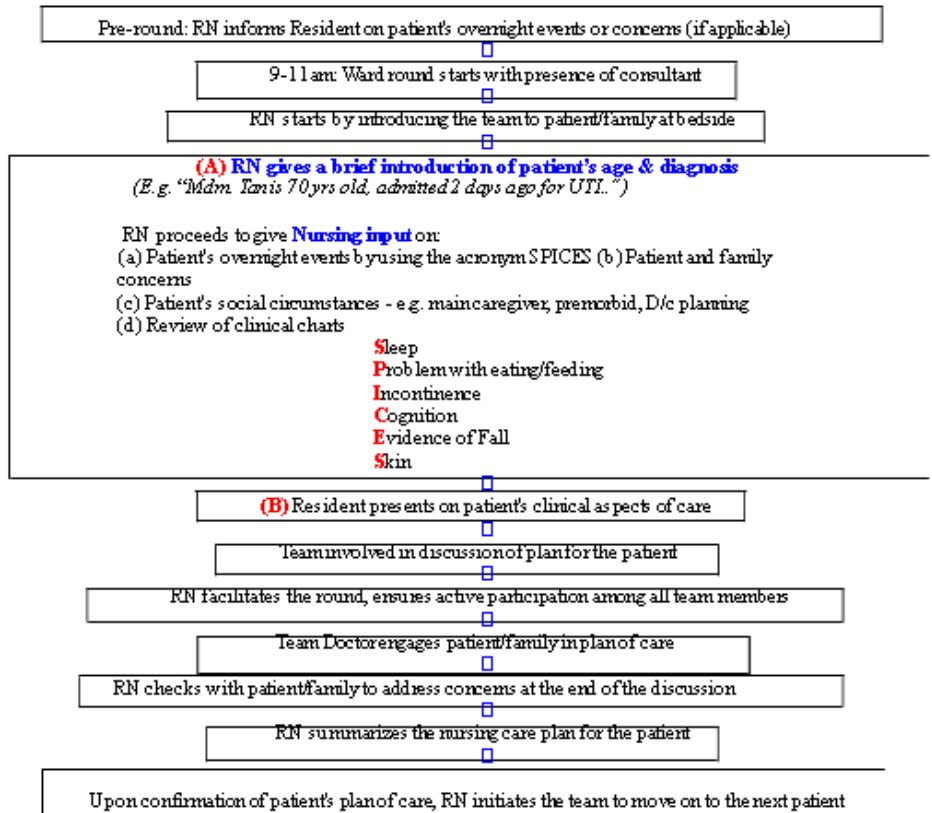 Pre-round: RN informs Resident on patient's overnight events or concerns (if applicable)
9-11am: Ward round starts with presence of consultant
RN starts by introducing the team to patient/family at bedside
(A) RN gives a brief introduction of patient's age & diagnosis
(E.g. "Mdm. Tan is 70 yrs old, admitted 2 days ago for UTI..")
RN proceeds to give Nursing input on:
(a) Patient's overnight events by using the acronym SPICES (b) Patient and family
concerns
(c) Patient's social circumstances - e.g. main caregiver, premorbid, D/c planning
(d) Review of clinical charts
Sleep
Problem with eating/feeding
Incontinence
Cognition
Evidence of Fall
Skin
(B) Resident presents on patient's clinical aspects of care
Team involved in discussion of plan for the patient
RN facilitates the round, ensures active participation among all team members
Team Doctor engages patient/family in plan of care
RN checks with patient/family to address concerns at the end of the discussion
RN summarizes the nursing care plan for the patient
Upon confirmation of patient's plan of care, RN initiates the team to move on to the next patient